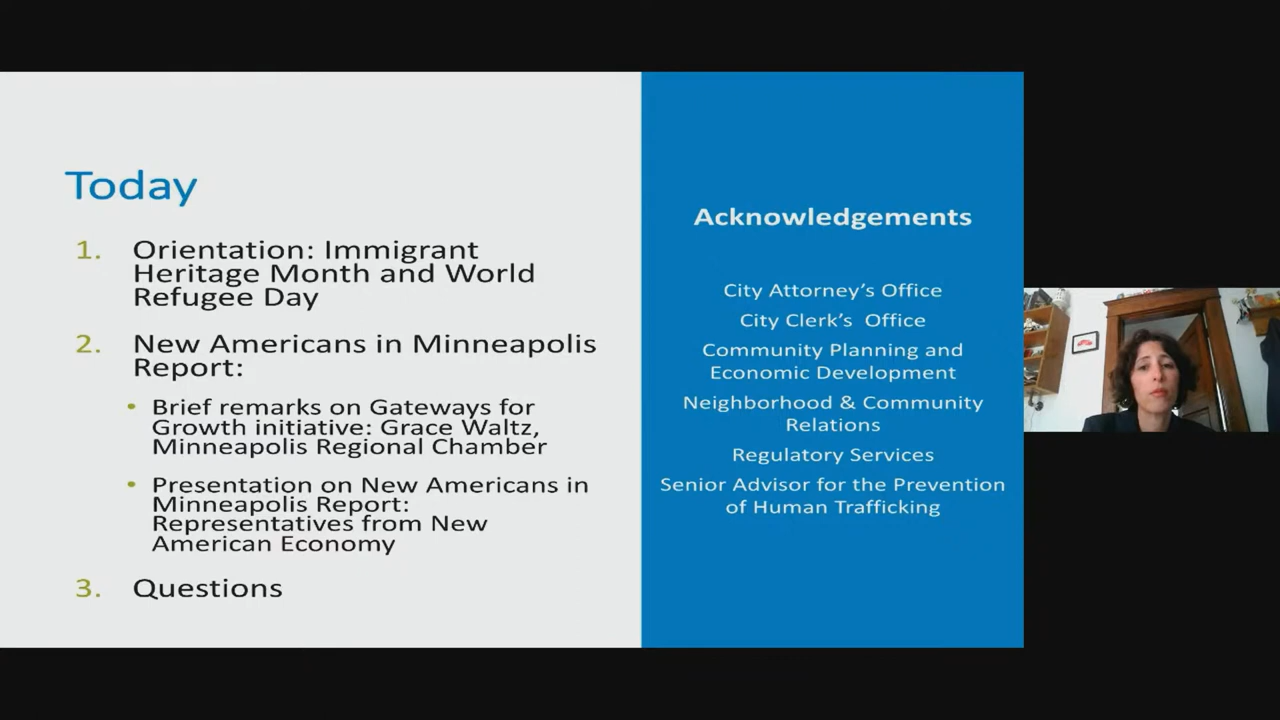 Today
1. Orientation: Immigrant
Heritage Month and World
Refugee Day
2. New Americans in Minneapolis
Report:
• Brief remarks on Gateways for
Growth initiative: Grace Waltz,
Minneapolis Regional Chamber
• Presentation on New Americans in
Minneapolis Report:
Representatives from New
American Economy
3. Questions
Acknowledgements
City Attorney’s Office
City Clerk’s  Office
Community Planning and
Economic Development
Neighborhood & Community
Relations
Regulatory Services
Senior Advisor for the Prevention
of Human Trafficking